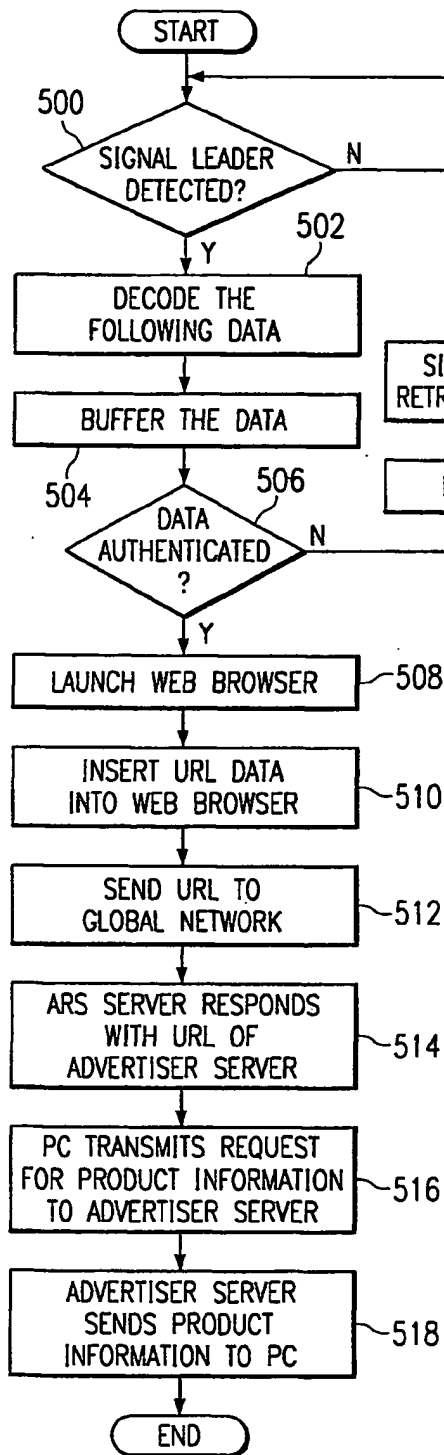 START
500
SIGNAL LEADER
DETECTED?
N
Y
502
DECODE THE
FOLLOWING DATA
BUFFER THE DATA
504
506
DATA
AUTHENTICATED
?
N
Y
RETR
LAUNCH WEB BROWSER
508
INSERT URL DATA
INTO WEB BROWSER
510
SEND URL TO
GLOBAL NETWORK
512
ARS SERVER RESPONDS
WITH URL OF
ADVERTISER SERVER
514
PC TRANSMITS REQUEST
FOR PRODUCT INFORMATION
TO ADVERTISER SERVER
516
ADVERTISER SERVER
SENDS PRODUCT
INFORMATION TO PC
518
END